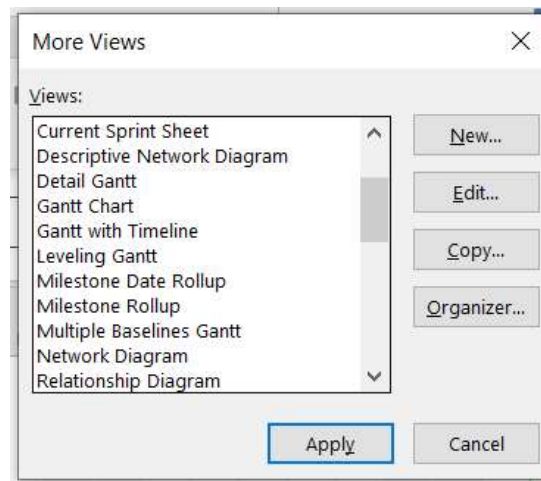 More Views
Views:
Current Sprint Sheet
Descriptive Network Diagram
Detail Gantt
Gantt Chart
Gantt with Timeline
Leveling Gantt
Milestone Date Rollup
Milestone Rollup
Multiple Baselines Gantt
Network Diagram
Relationship Diagram
New...
Edit...
Copy...
Organizer...
Apply
Cancel